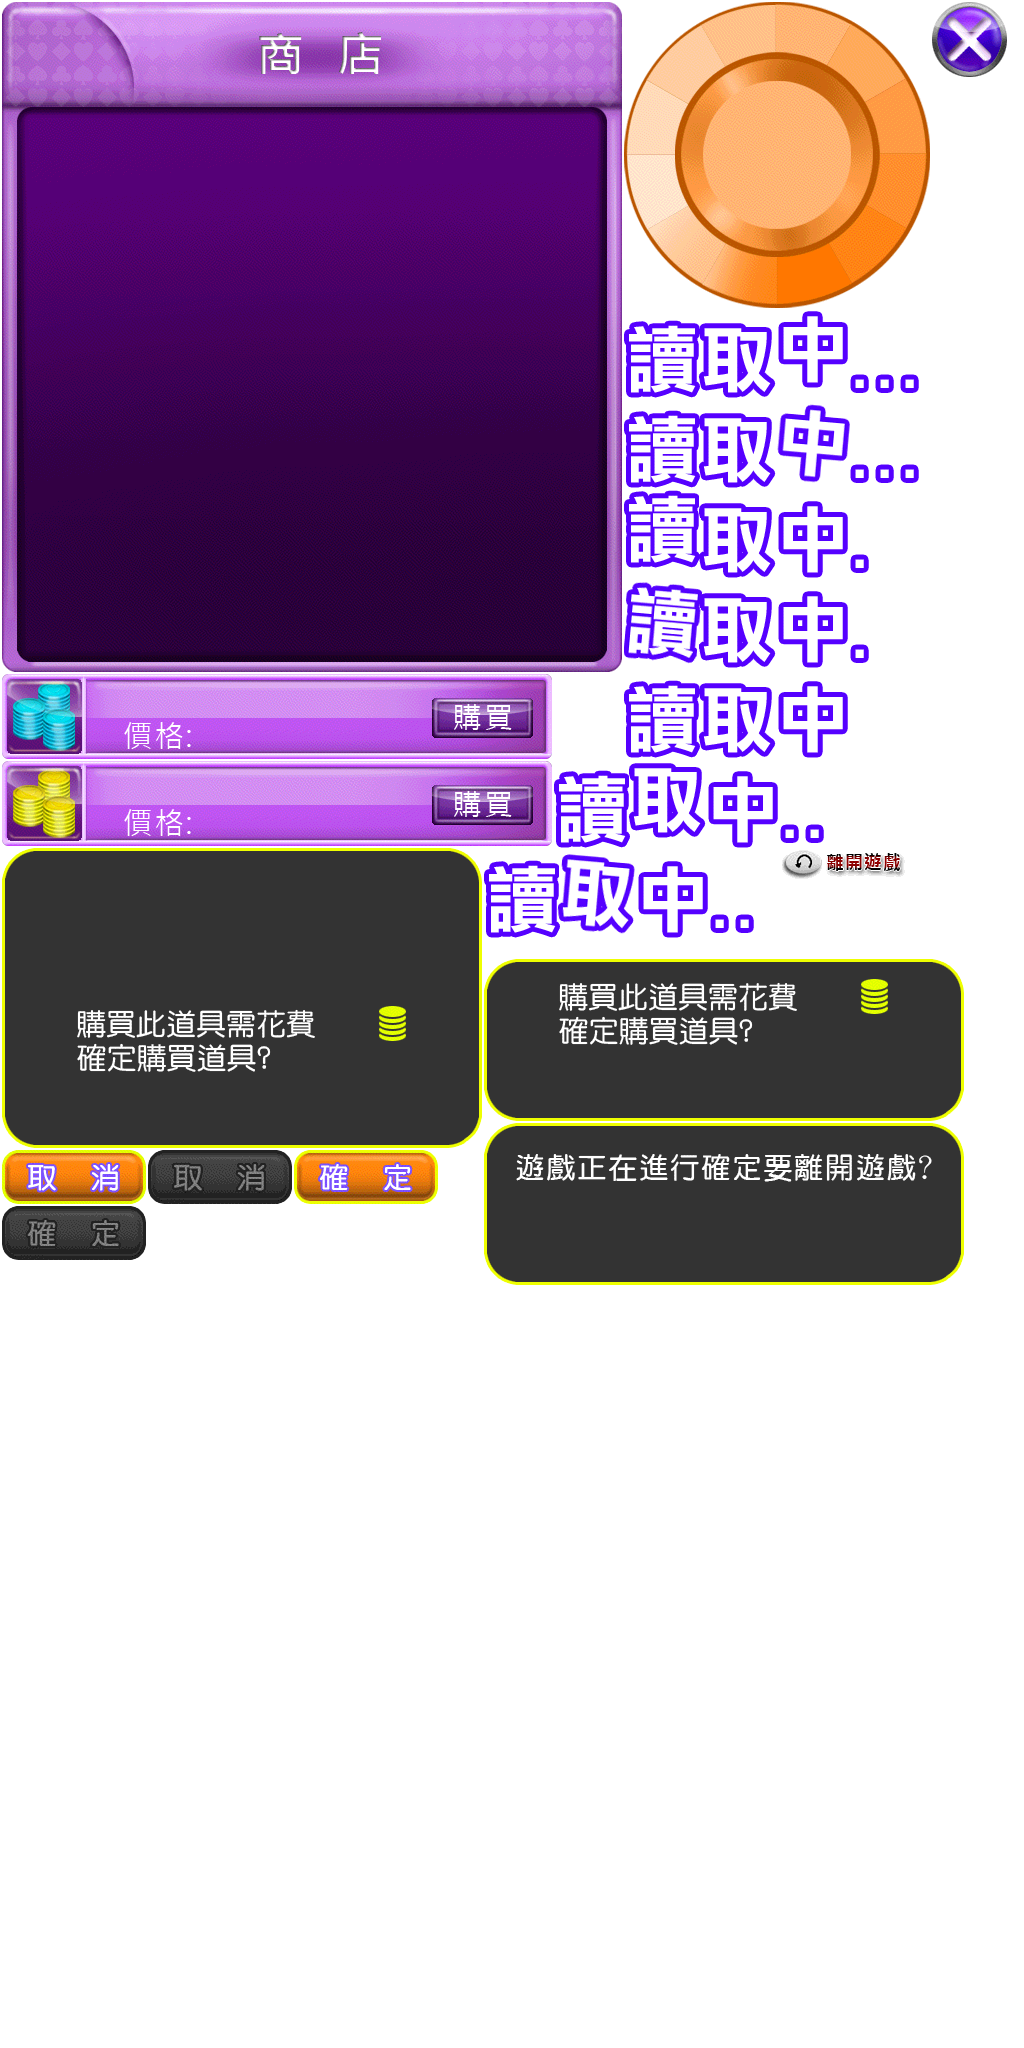 商 店
讀取中...
讀取中...
讀取中.
讀取中.
讀取中
價格:
購買
價格:
購買
讀取中..
離開遊戲
讀取中..
購買此道具需花費
確定購買道具?
購買此道具需花費
確定購買道具?
遊戲正在進行確定要離開遊戲?
取 消
取 消
確 定
確 定